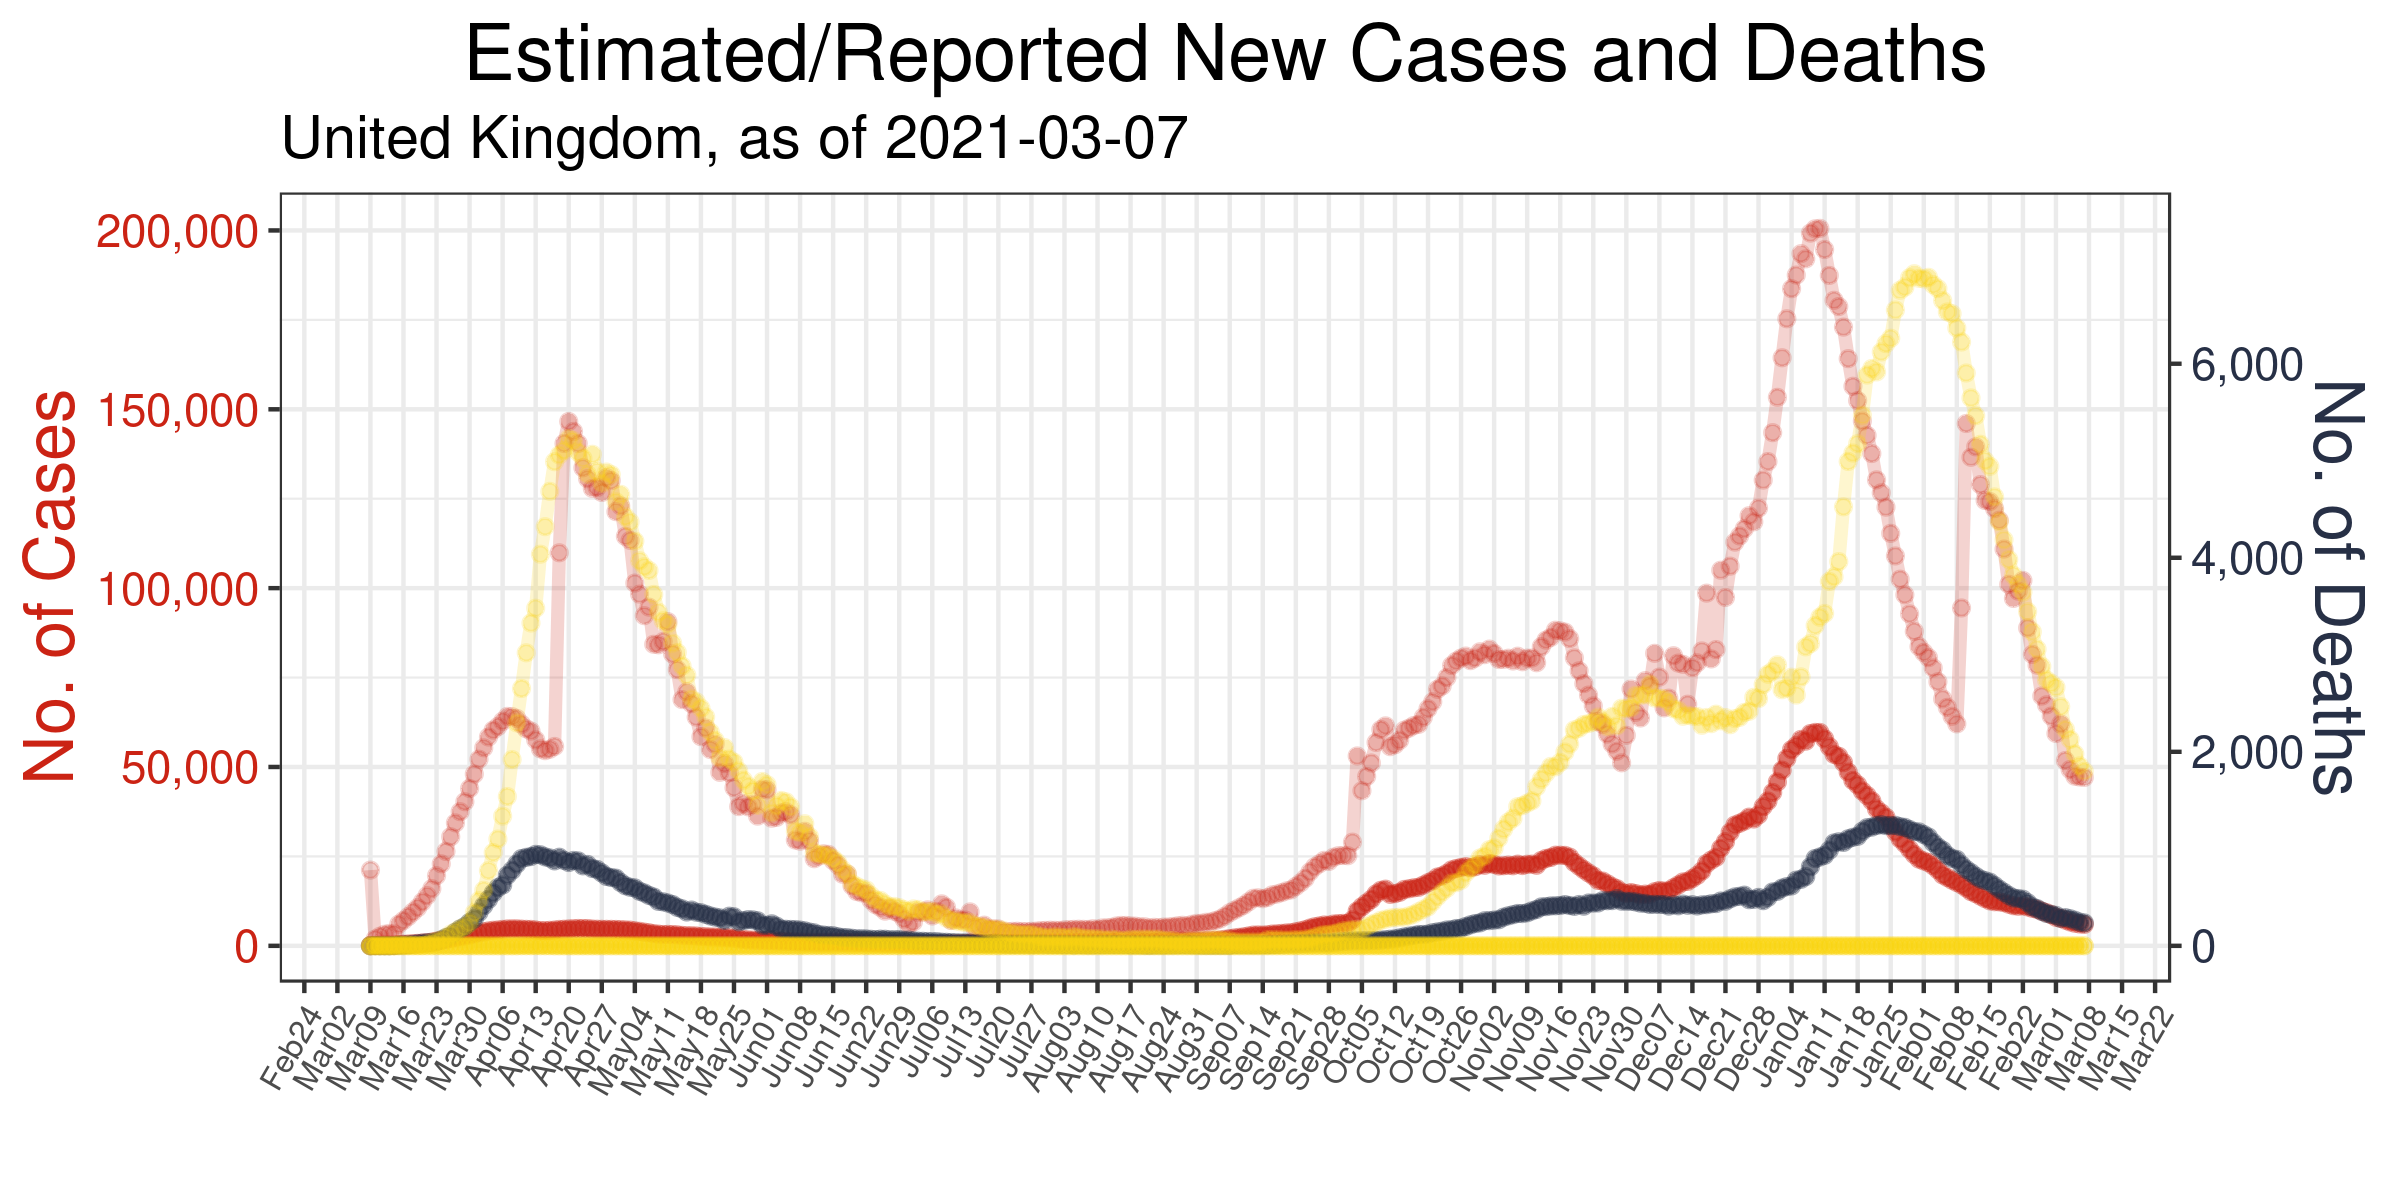 Estimated/Reported New Cases and Deaths
United Kingdom, as of 2021-03-07
No. of Cases
200,000
150,000
100,000
50,000
0
No. of Deaths
6,000
4,000
2,000
0
Feb24
Mar02
Mar09
Mar16
Mar23
Mar30
Apr06
Apr13
Apr20
Apr27
May04
May11
May18
May25
Jun01
Jun08
Jun15
Jun22
Jun29
Jul06
Jul13
Jul20
Jul27
Aug03
Aug10
Aug17
Aug24
Aug31
Sep07
Sep14
Sep21
Sep28
Oct05
Oct12
Oct19
Oct26
Nov02
Nov09
Nov16
Nov23
Nov30
Dec07
Dec14
Dec21
Dec28
Jan04
Jan11
Jan18
Jan25
Feb01
Feb08
Feb15
Feb22
Mar01
Mar08
Mar15
Mar22